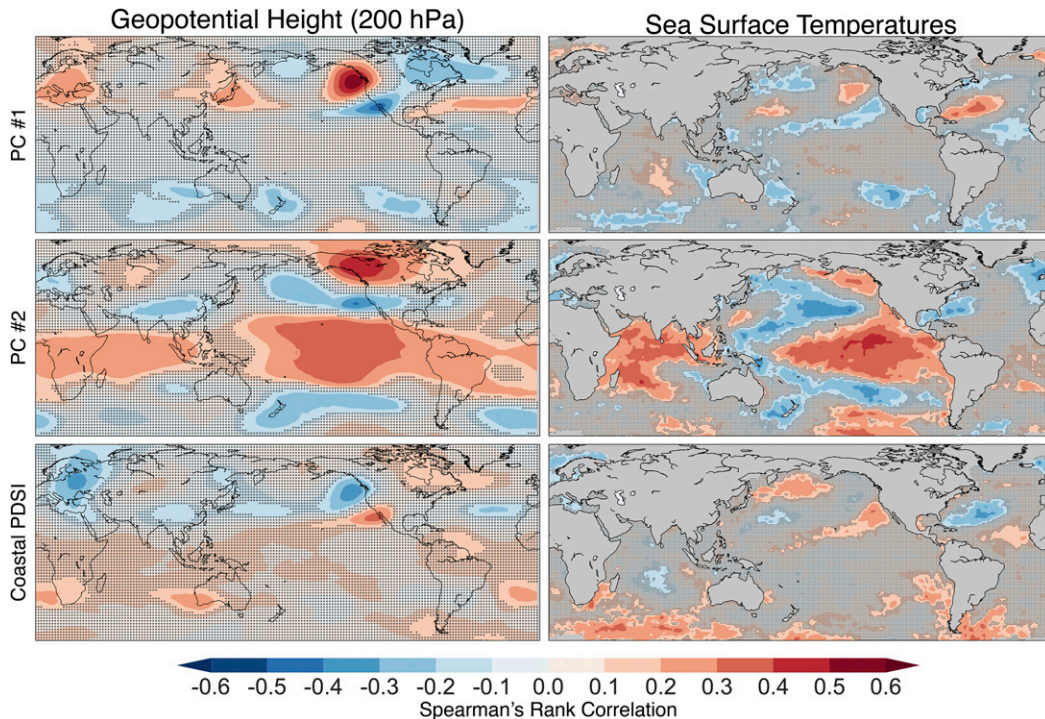 Geopotential Height (200 hPa)
Sea Surface Temperatures
PC #1
PC #2
Coastal PDSI
-0.6 -0.5 -0.4 -0.3 -0.2 -0.1 0.0 0.1 0.2 0.3 0.4 0.5 0.6
Spearman's Rank Correlation